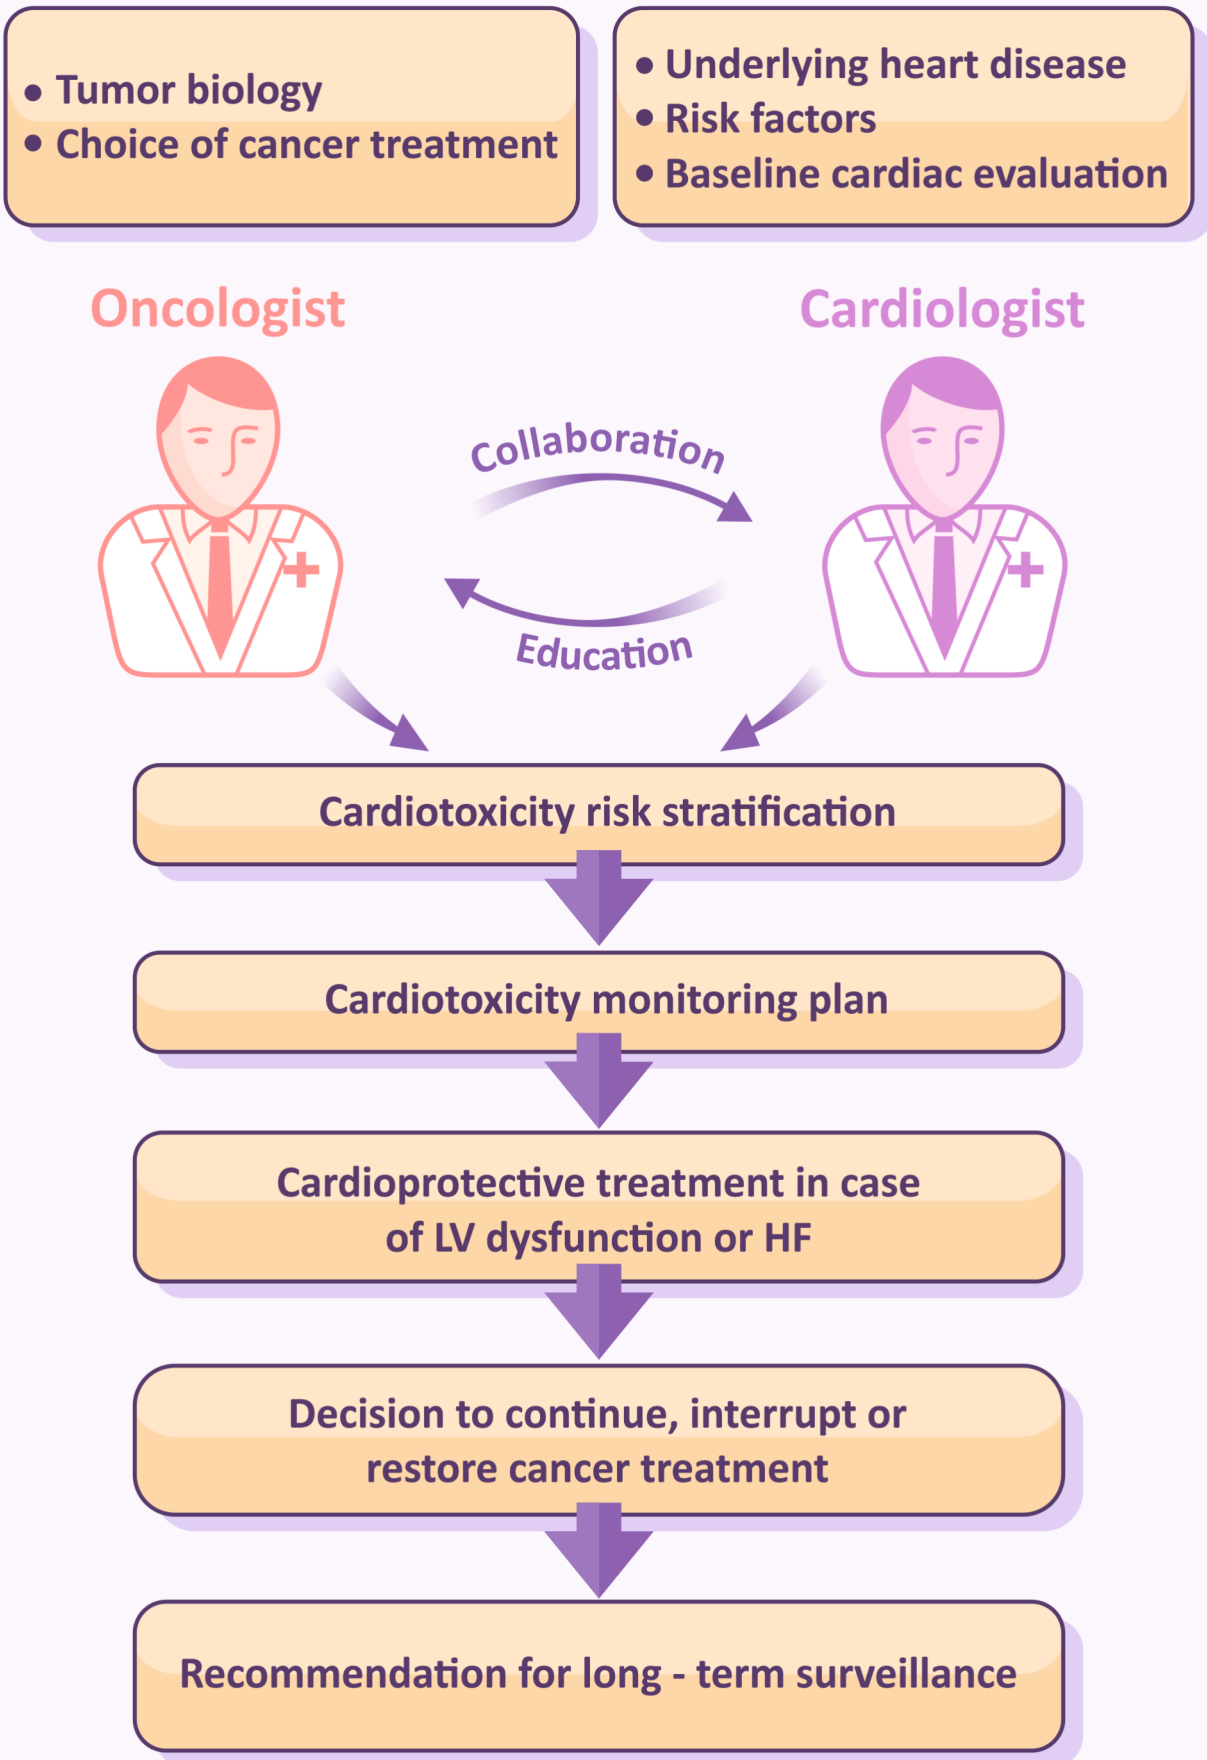 • Tumor biology
• Choice of cancer treatment
• Underlying heart disease
• Risk factors
• Baseline cardiac evaluation
Oncologist
Cardiologist
Collaboration
Education
Cardiotoxicity risk stratification
Cardiotoxicity monitoring plan
Cardioprotective treatment in case
of LV dysfunction or HF
Decision to continue, interrupt or
restore cancer treatment
Recommendation for long - term surveillance